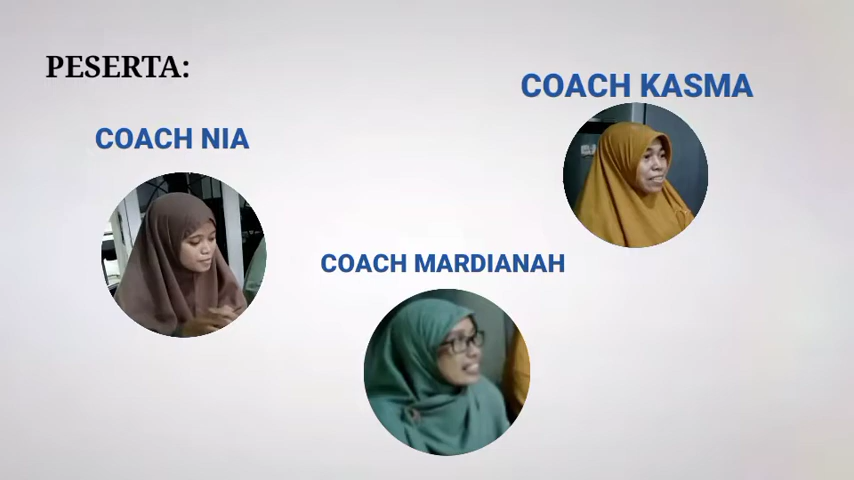 PESERTA:
COACH KASMA
COACH NIA
COACH MARDIANAH